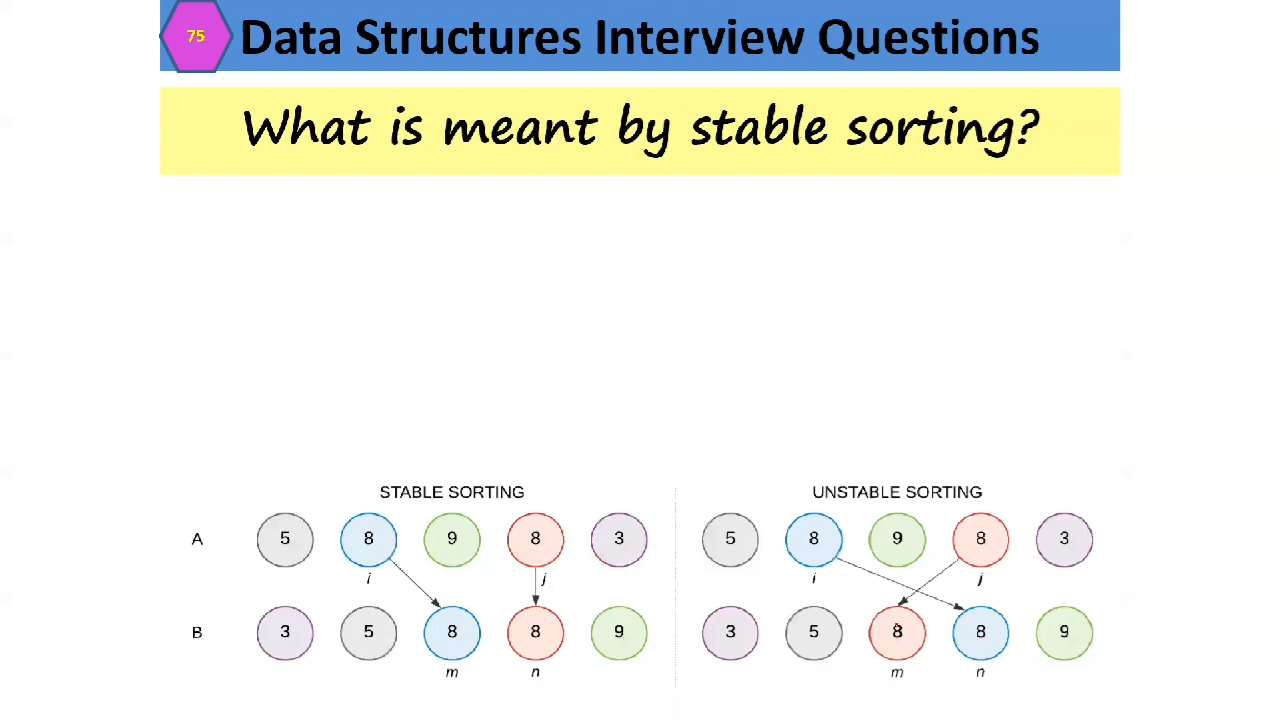 75
Data Structures Interview Questions
What is meant by stable sorting?
STABLE SORTING
UNSTABLE SORTING
A 5 8 9 8 3 5 8 9 8 3
i j i j
B 3 5 8 8 9 3 5 8 8 9
m n m n